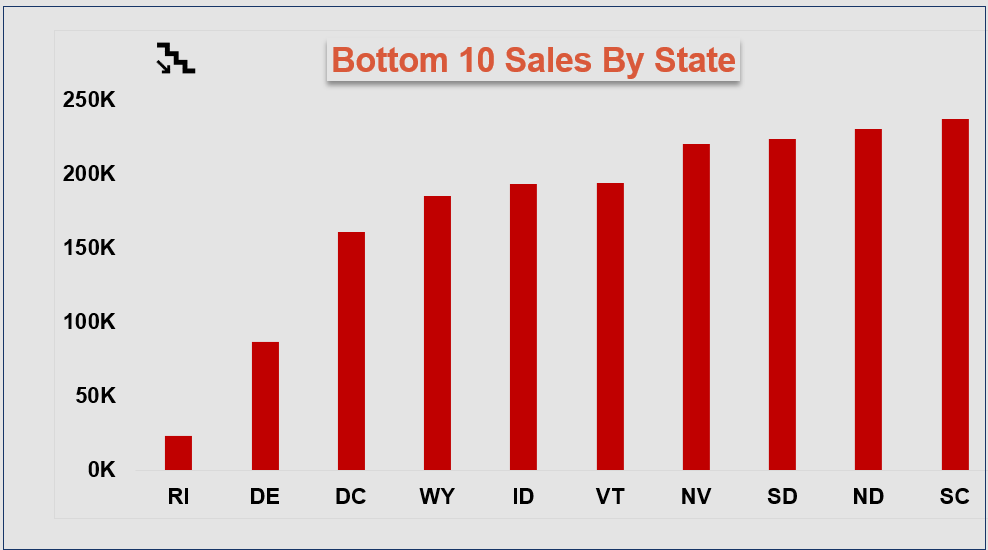 Bottom 10 Sales By State
250K
200K
150K
100K
50K
0K
RI DE DC WY ID VT NV SD ND SC